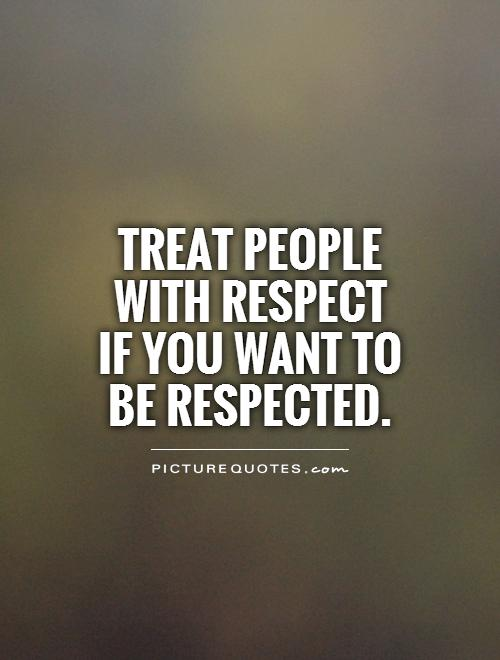 TREAT PEOPLE
WITH RESPECT
IF YOU WANT TO
BE RESPECTED.
PICTUREQUOTES.com